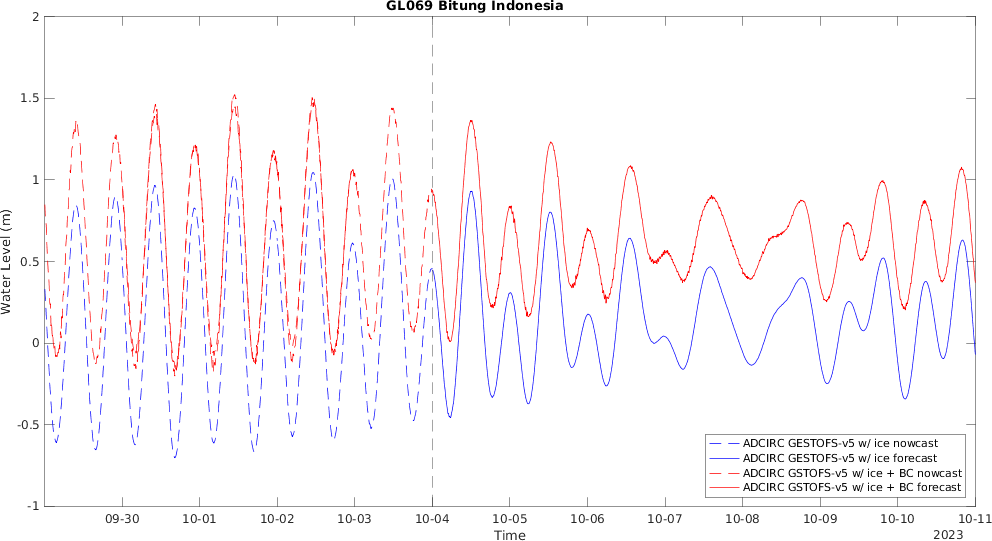 GL069 Bitung Indonesia
2
1.5
1
0.5
0
-0.5
-1
Water Level (m)
ADCIRC GESTOFS-v5 w/ ice nowcast
ADCIRC GESTOFS-v5 w/ ice forecast
ADCIRC GSTOFS-v5 w/ ice + BC nowcast
ADCIRC GSTOFS-v5 w/ ice + BC forecast
09-30 10-01 10-02 10-03 10-04 10-05 10-06 10-07 10-08 10-09 10-10 10-11
Time
2023